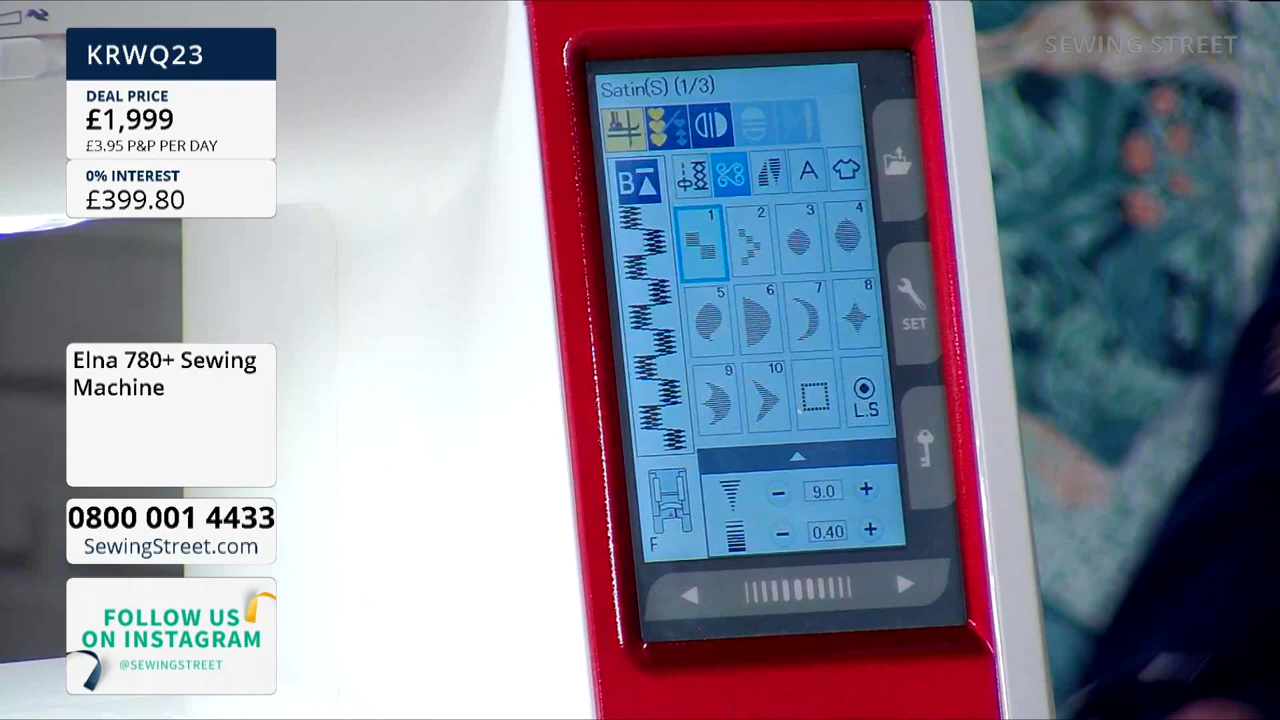 KRWQ23
DEAL PRICE
£1,999
£3.95 P&P PER DAY
0% INTEREST
£399.80
Elna 780+ Sewing
Machine
0800 001 4433
SewingStreet.com
FOLLOW US
ON INSTAGRAM
@SEWINGSTREET
SEWING STREET
Satin(S) (1/3)
B
A
1 2 3 4
5 6 7 8
9 10
L.S
9.0
0.40
F
SET